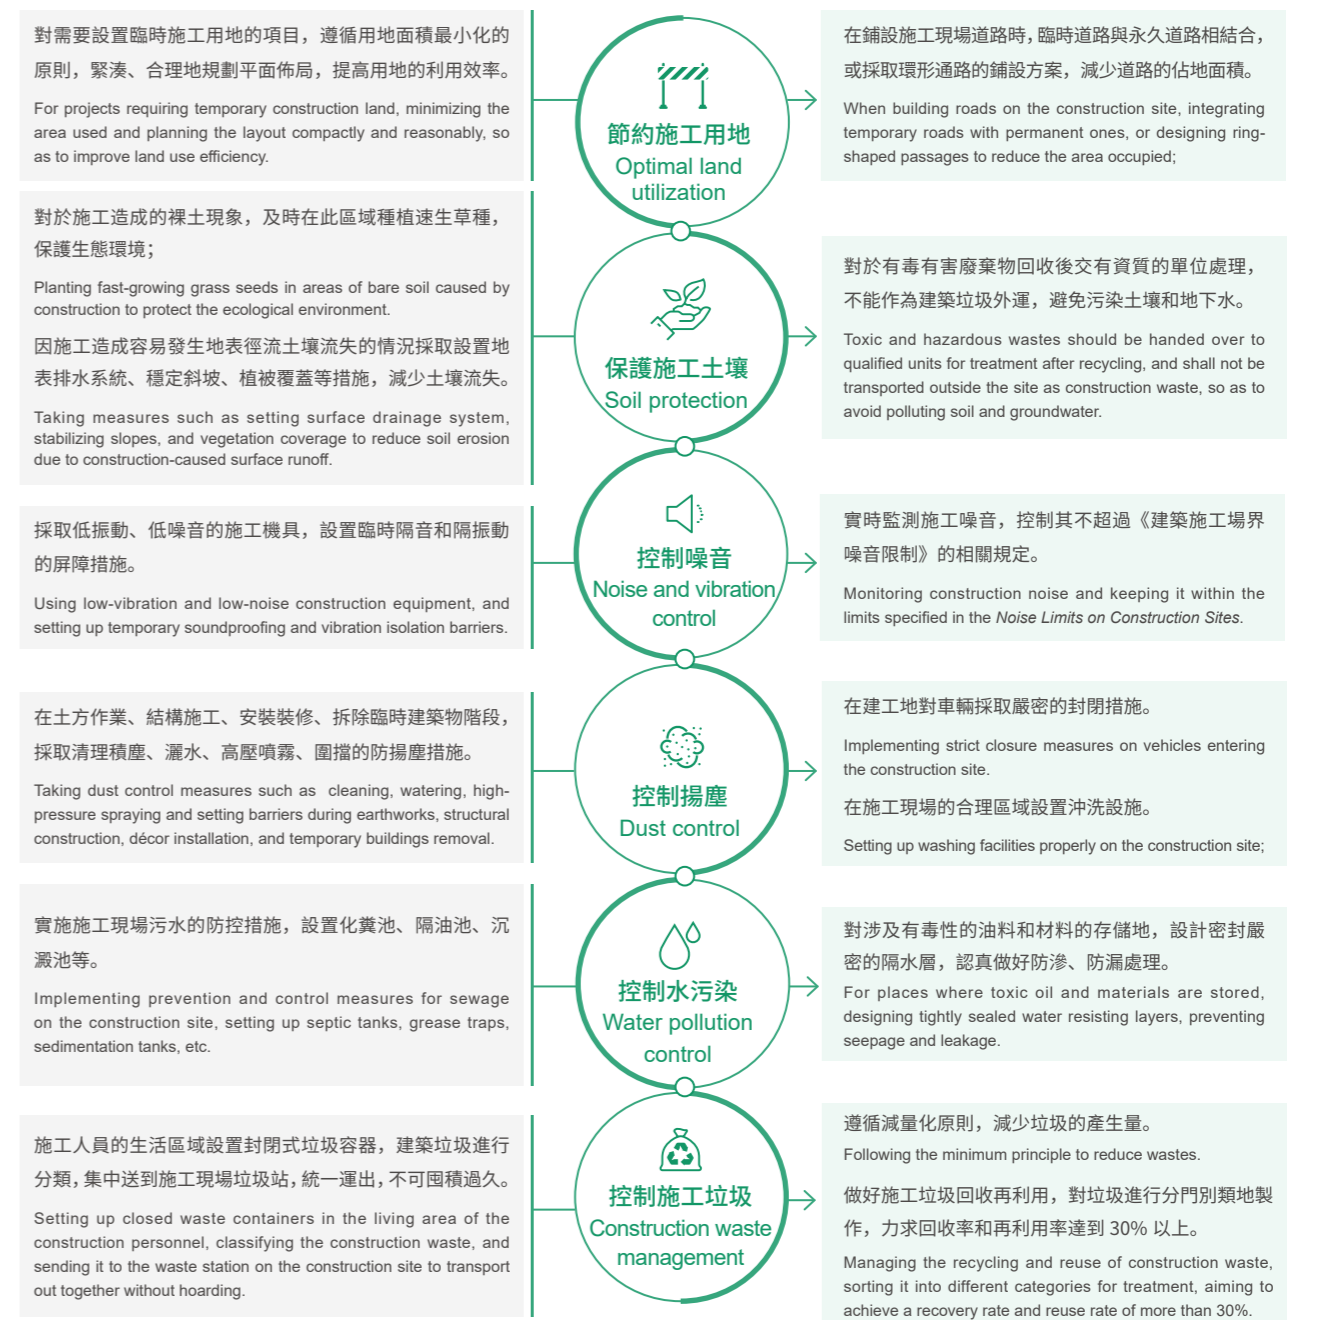 對需要設置臨時施工用地的項目，遵循用地面積最小化的
原則，緊湊、合理地規劃平面佈局，提高用地的利用效率。
For projects requiring temporary construction land, minimizing the
area used and planning the layout compactly and reasonably, so
as to improve land use efficiency.
節約施工用地
Optimal land
utilization
在鋪設施工現場道路時，臨時道路與永久道路相結合，
或採取環形通路的鋪設方案，減少道路的佔地面積。
When building roads on the construction site, integrating
temporary roads with permanent ones, or designing ring-
shaped passages to reduce the area occupied;
對於施工造成的裸土現象，及時在此區域種植速生草種，
保護生態環境；
Planting fast-growing grass seeds in areas of bare soil caused by
construction to protect the ecological environment.
因施工造成容易發生地表徑流土壤流失的情況採取設置地
表排水系統、穩定斜坡、植被覆蓋等措施，減少土壤流失。
Taking measures such as setting surface drainage system,
stabilizing slopes, and vegetation coverage to reduce soil erosion
due to construction-caused surface runoff.
保護施工土壤
Soil protection
對於有毒有害廢棄物回收後交有資質的單位處理，
不能作為建築垃圾外運，避免污染土壤和地下水。
Toxic and hazardous wastes should be handed over to
qualified units for treatment after recycling, and shall not be
transported outside the site as construction waste, so as to
avoid polluting soil and groundwater.
採取低振動、低噪音的施工機具，設置臨時隔音和隔振動
的屏障措施。
Using low-vibration and low-noise construction equipment, and
setting up temporary soundproofing and vibration isolation barriers.
控制噪音
Noise and vibration
control
實時監測施工噪音，控制其不超過《建築施工場界
噪音限制》的相關規定。
Monitoring construction noise and keeping it within the
limits specified in the Noise Limits on Construction Sites.
在土方作業、結構施工、安裝裝修、拆除臨時建築物階段，
採取清理積塵、灑水、高壓噴霧、圍擋的防揚塵措施。
Taking dust control measures such as cleaning, watering, high-
pressure spraying and setting barriers during earthworks, structural
construction, décor installation, and temporary buildings removal.
控制揚塵
Dust control
在建工地對車輛採取嚴密的封閉措施。
Implementing strict closure measures on vehicles entering
the construction site.
在施工現場的合理區域設置沖洗設施。
Setting up washing facilities properly on the construction site;
實施施工現場污水的防控措施，設置化糞池、隔油池、沉
澱池等。
Implementing prevention and control measures for sewage
on the construction site, setting up septic tanks, grease traps,
sedimentation tanks, etc.
控制水污染
Water pollution
control
對涉及有毒性的油料和材料的存儲地，設計密封嚴
密的隔水層，認真做好防滲、防漏處理。
For places where toxic oil and materials are stored,
designing tightly sealed water resisting layers, preventing
seepage and leakage.
施工人員的生活區域設置封閉式垃圾容器，建築垃圾進行
分類，集中送到施工現場垃圾站，統一運出，不可囤積過久。
Setting up closed waste containers in the living area of the
construction personnel, classifying the construction waste, and
sending it to the waste station on the construction site to transport
out together without hoarding.
控制施工垃圾
Construction waste
management
遵循減量化原則，減少垃圾的產生量。
Following the minimum principle to reduce wastes.
做好施工垃圾回收再利用，對垃圾進行分門別類地製
作，力求回收率和再利用率達到 30% 以上。
Managing the recycling and reuse of construction waste,
sorting it into different categories for treatment, aiming to
achieve a recovery rate and reuse rate of more than 30%.